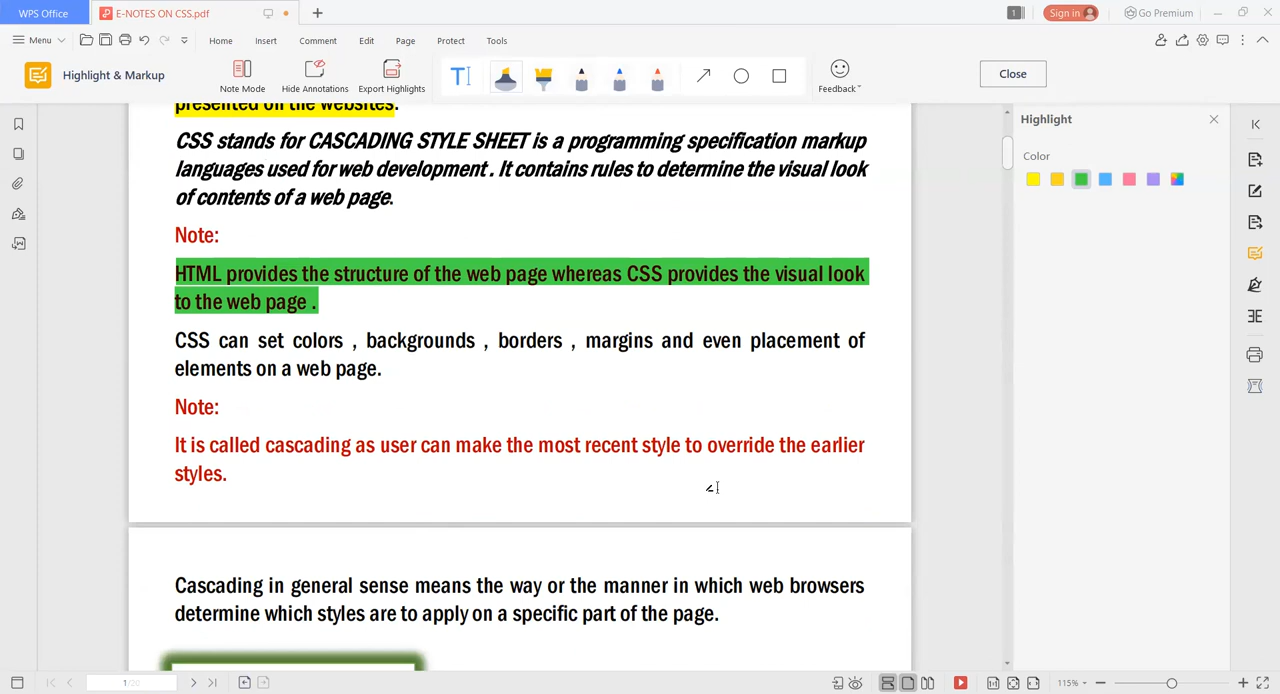 WPS Office
E-NOTES ON CSS.pdf
1
Sign in
Go Premium
Menu
Home
Insert
Comment
Edit
Page
Protect
Tools
Highlight & Markup
Note Mode
Hide Annotations
Export Highlights
T
Feedback
Close
presented on the websites.
CSS stands for CASCADING STYLE SHEET is a programming specification markup
languages used for web development . It contains rules to determine the visual look
of contents of a web page.
Note:
HTML provides the structure of the web page whereas CSS provides the visual look
to the web page .
CSS can set colors , backgrounds , borders , margins and even placement of
elements on a web page.
Note:
It is called cascading as user can make the most recent style to override the earlier
styles.
Cascading in general sense means the way or the manner in which web browsers
determine which styles are to apply on a specific part of the page.
Highlight
Color
1/20
115%